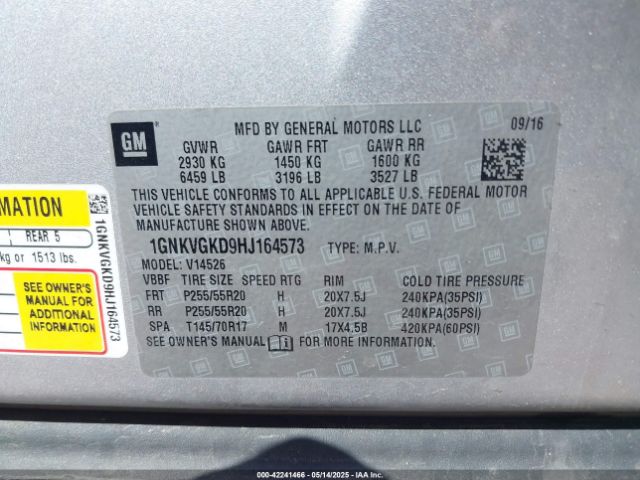 GM
MFD BY GENERAL MOTORS LLC 09/16
GVWR GAWR FRT GAWR RR
2930 KG 1450 KG 1600 KG
6459 LB 3196 LB 3527 LB
THIS VEHICLE CONFORMS TO ALL APPLICABLE U.S. FEDERAL MOTOR
VEHICLE SAFETY STANDARDS IN EFFECT ON THE DATE OF
MANUFACTURE SHOWN ABOVE.
1GNKVGKD9HJ164573 TYPE: M.P.V.
MODEL: V14526
VBBF TIRE SIZE SPEED RTG RIM COLD TIRE PRESSURE
FRT P255/55R20 H 20X7.5J 240KPA(35PSI)
RR P255/55R20 H 20X7.5J 240KPA(35PSI)
SPA T145/70R17 M 17X4.5B 420KPA(60PSI)
SEE OWNER'S MANUAL FOR MORE INFORMATION.
MATION
REAR 5
kg or 1513 lbs.
SEE OWNER'S
MANUAL FOR
ADDITIONAL
INFORMATION
1GNKVGKD9HJ164573
000-42241466 - 05/14/2025 - IAAI.COM